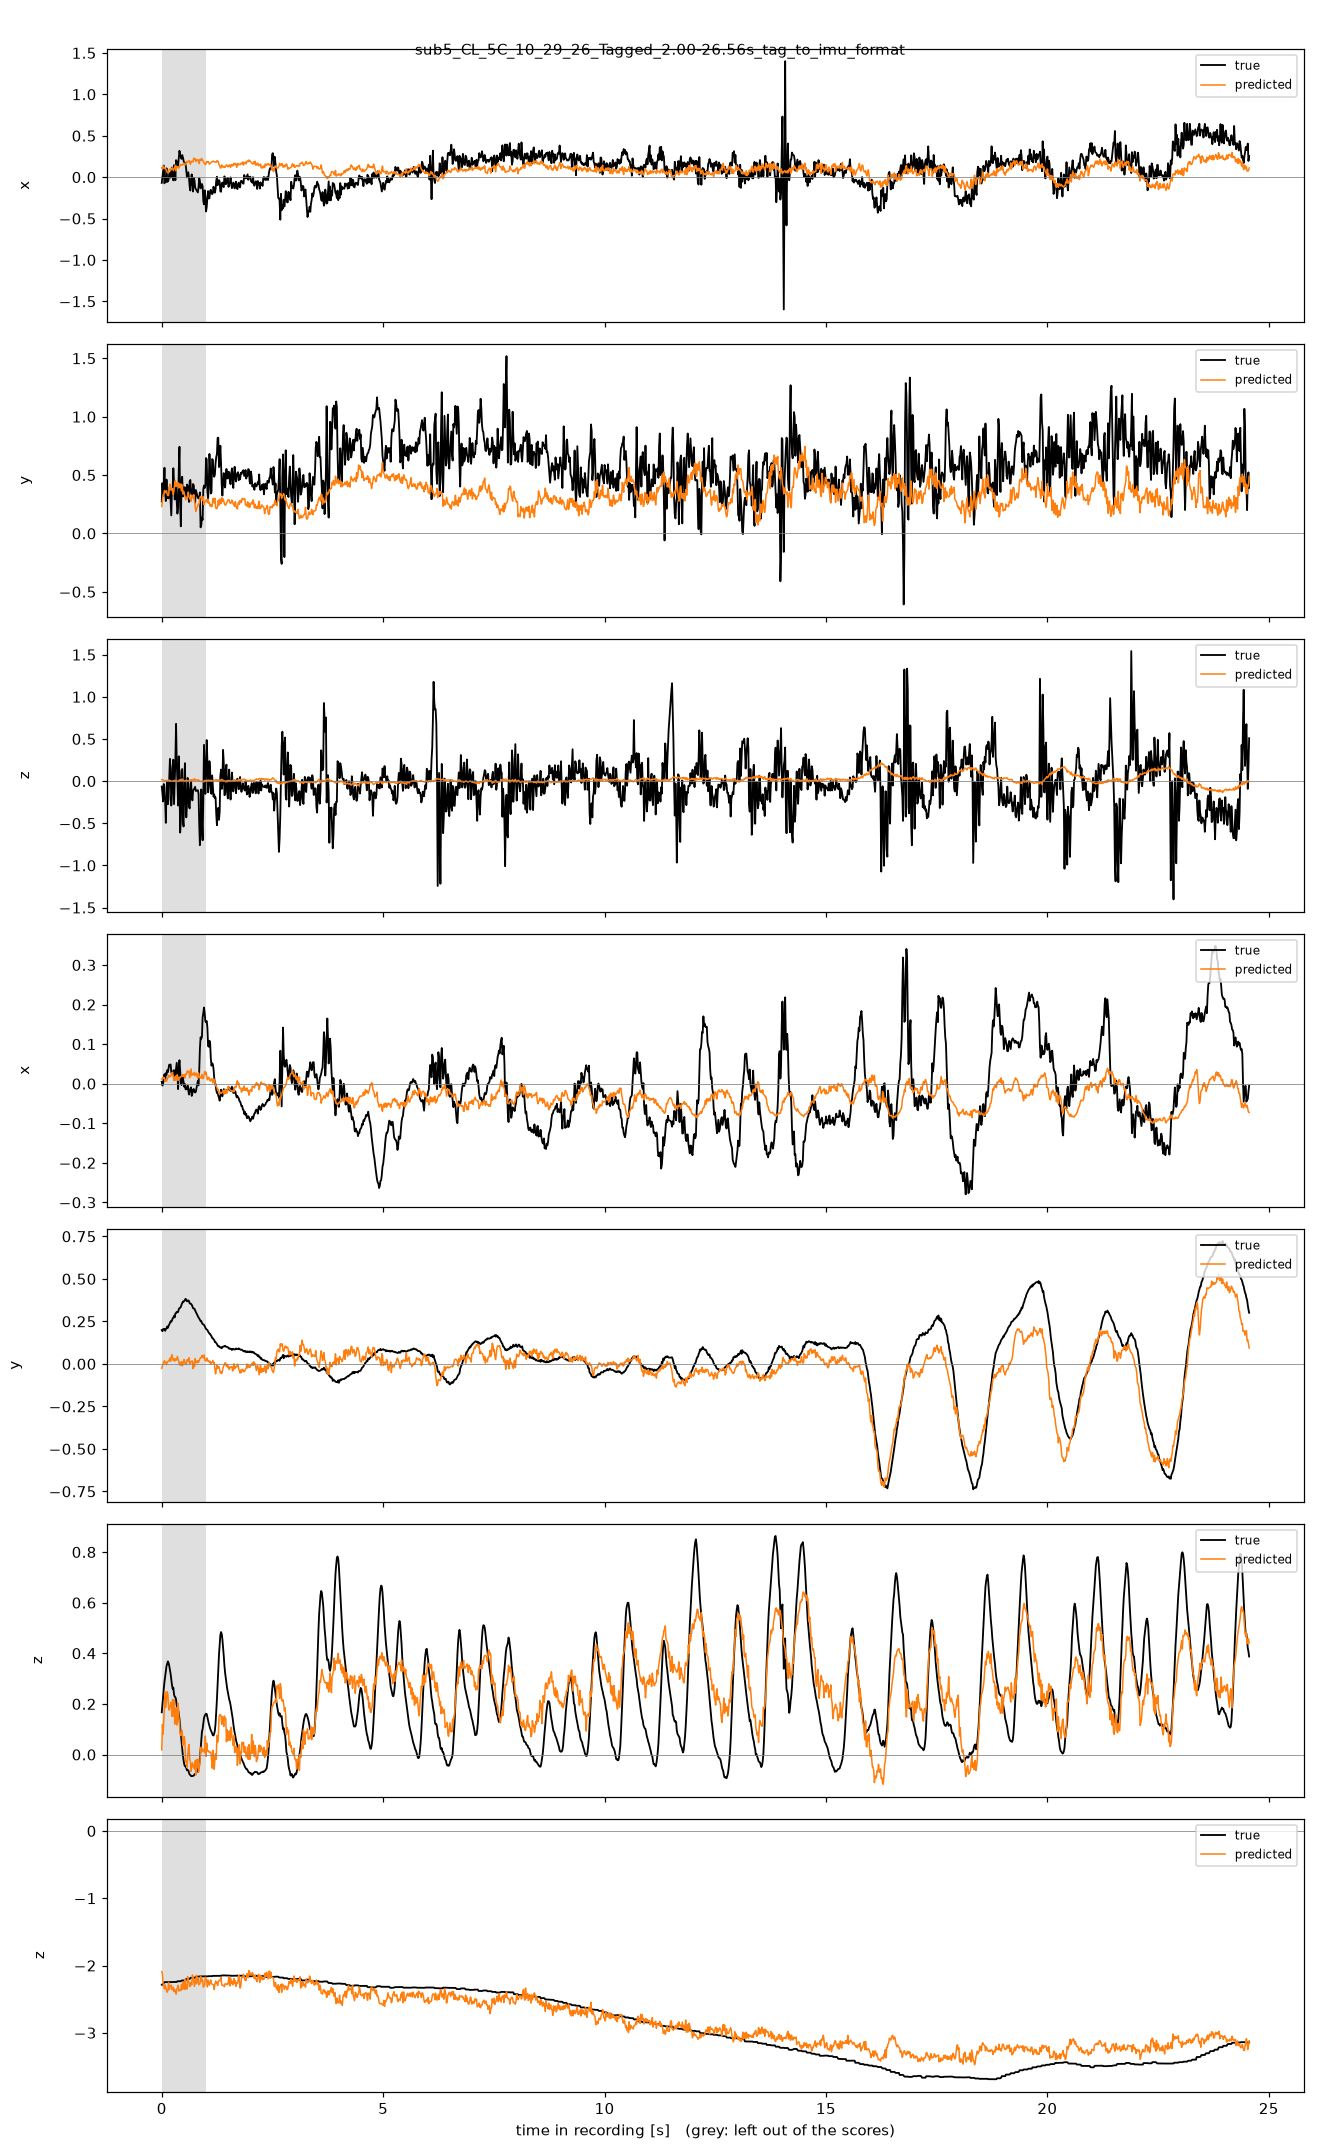 sub5_CL_5C_10_29_26_Tagged_2.00-26.56s_tag_to_imu_format
1.5
1.0
0.5
0.0
−0.5
−1.0
−1.5
x
true
predicted
1.5
1.0
0.5
0.0
−0.5
y
true
predicted
1.5
1.0
0.5
0.0
−0.5
−1.0
−1.5
z
true
predicted
0.3
0.2
0.1
0.0
−0.1
−0.2
−0.3
x
true
predicted
0.75
0.50
0.25
0.00
−0.25
−0.50
−0.75
y
true
predicted
0.8
0.6
0.4
0.2
0.0
z
true
predicted
0
−1
−2
−3
z
true
predicted
0 5 10 15 20 25
time in recording [s] (grey: left out of the scores)